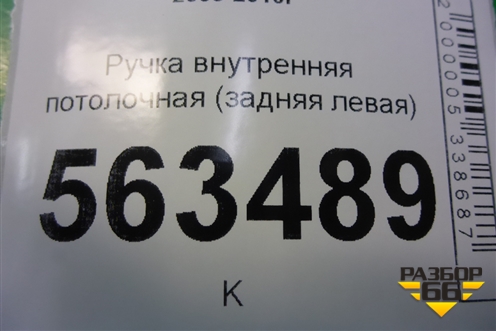 Ручка внутренняя
потолочная (задняя левая)
563489
К
2000005338687
РАЗБОР
66